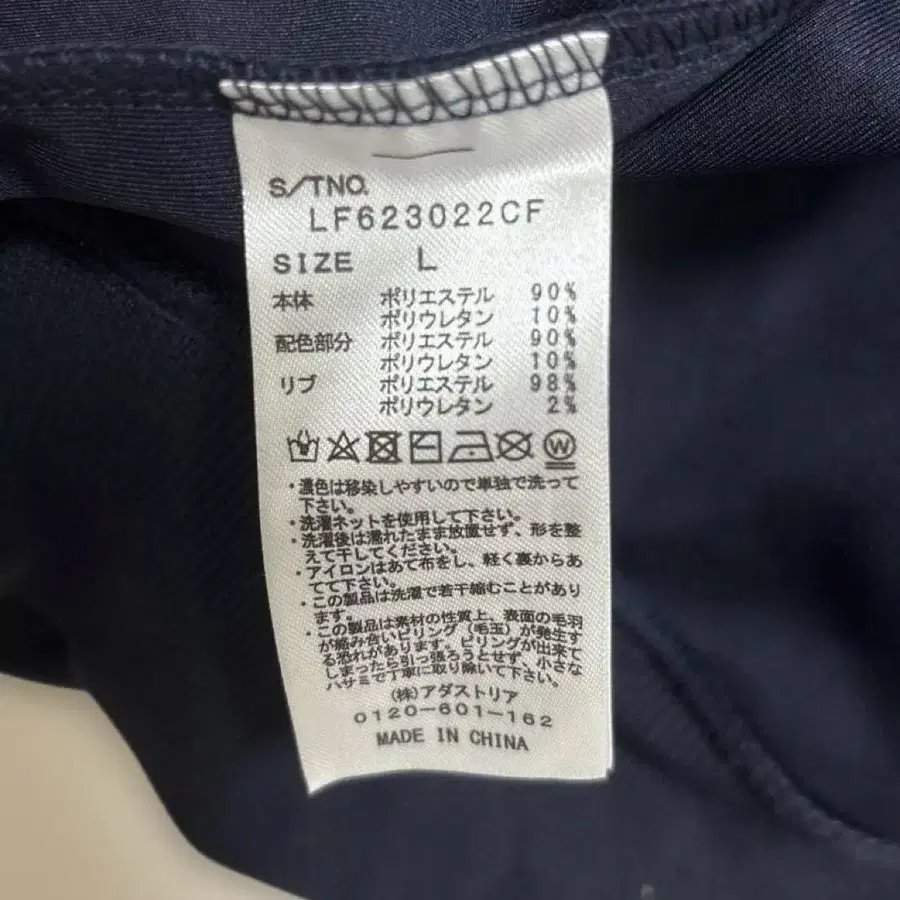 S/TNO.
LF623022CF
SIZE L
本体 ポリエステル 90%
ポリウレタン 10%
配色部分 ポリエステル 90%
ポリウレタン 10%
リブ ポリエステル 98%
ポリウレタン 2%
W
・濃色は移染しやすいので単独で洗って
下さい。
・洗濯ネットを使用して下さい。
・洗濯後は濡れたまま放置せず、形を整
えて干してください。
・アイロンはあて布をし、軽く裏からあ
てて下さい。
・この製品は洗濯で若干縮むことがあり
ます。
・この製品は素材の性質上、表面の毛羽
が絡み合いピリング（毛玉）が発生す
る恐れがあります。ピリングが出来て
しまったら引っ張ろうとせず、小さな
ハサミで丁寧に取り除いて下さい。
(株)アダストリア
0120-601-162
MADE IN CHINA